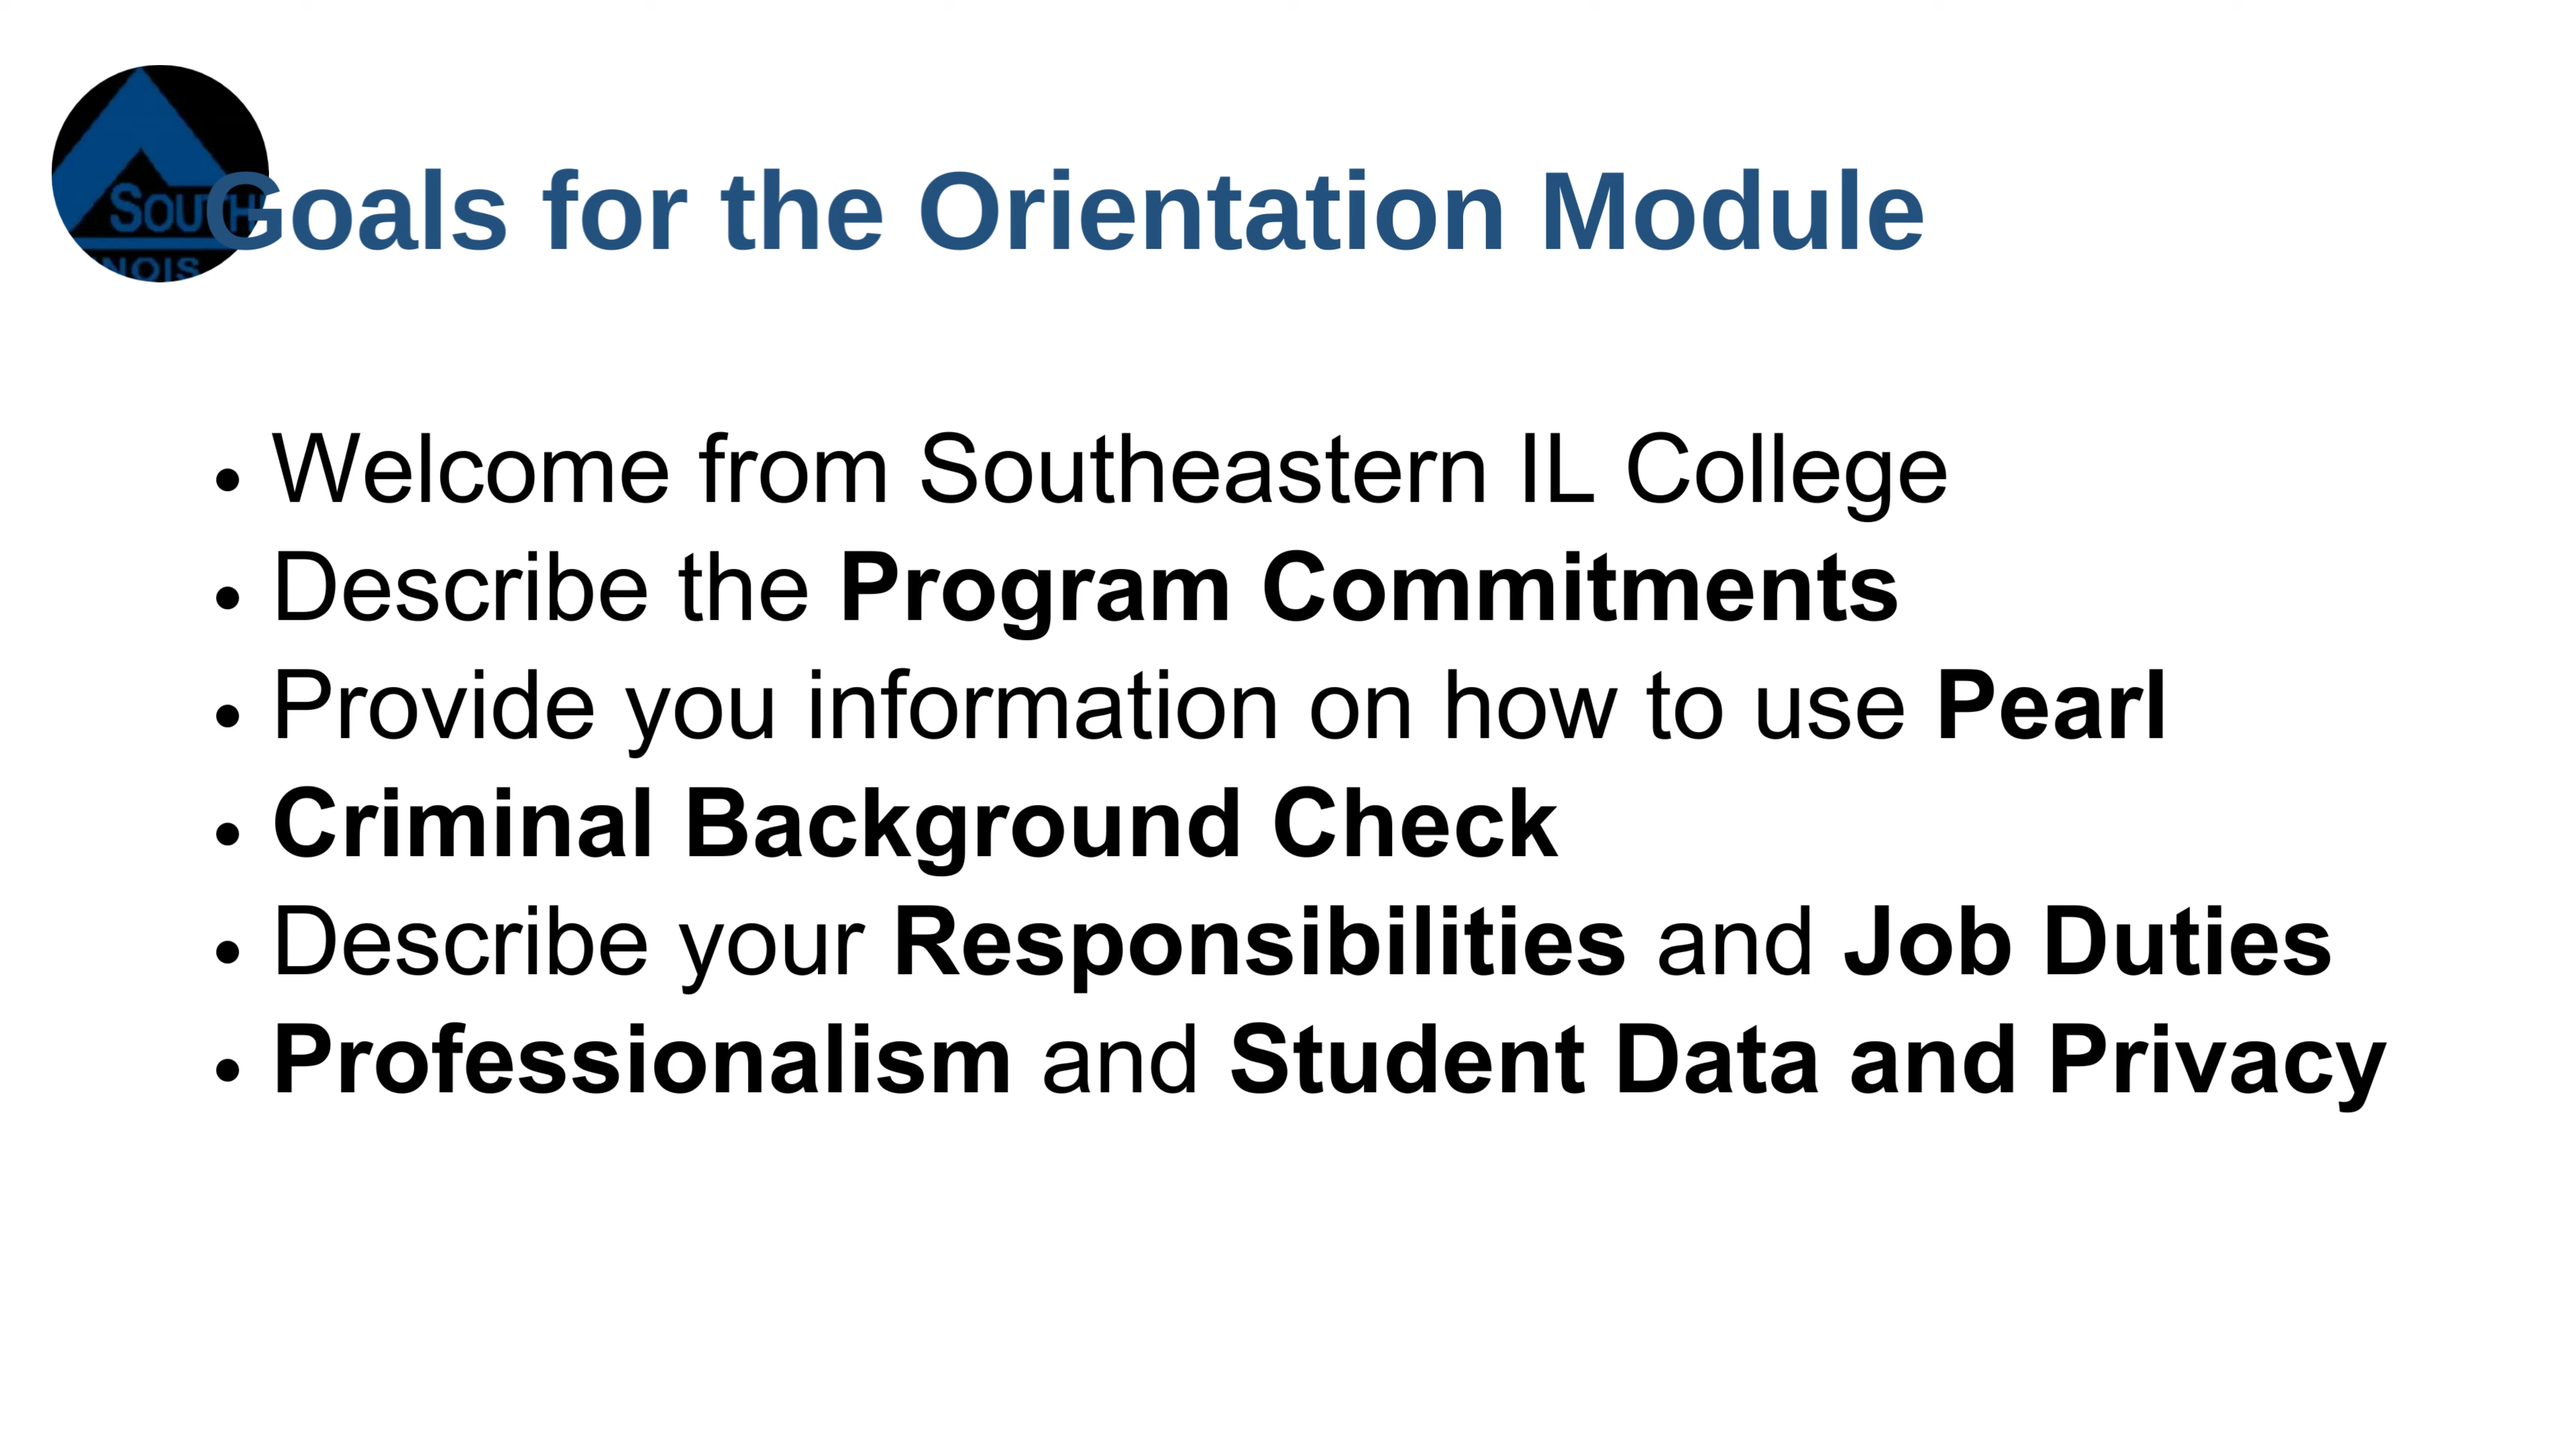 Goals for the Orientation Module
• Welcome from Southeastern IL College
• Describe the Program Commitments
• Provide you information on how to use Pearl
• Criminal Background Check
• Describe your Responsibilities and Job Duties
• Professionalism and Student Data and Privacy